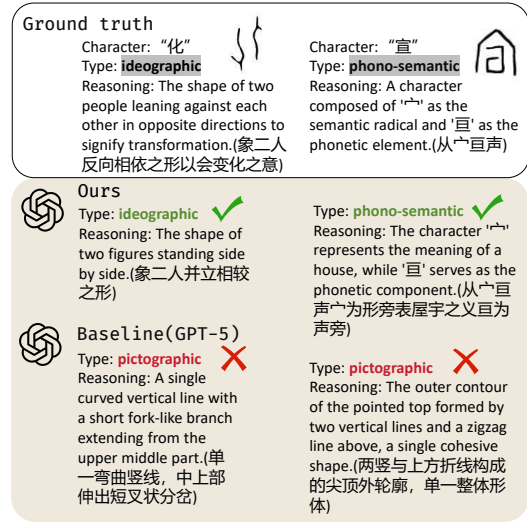 Ground truth
Character: “化”
Type: ideographic
Reasoning: The shape of two
people leaning against each
other in opposite directions to
signify transformation.(象二人
反向相依之形以会变化之意)
Character: “宣”
Type: phono-semantic
Reasoning: A character
composed of '宀' as the
semantic radical and '亘' as the
phonetic element.(从宀亘声)
Ours
Type: ideographic
Reasoning: The shape of
two figures standing side
by side.(象二人并立相较
之形)
Type: phono-semantic
Reasoning: The character '宀'
represents the meaning of a
house, while '亘' serves as the
phonetic component.(从宀亘
声宀为形旁表屋宇之义亘为
声旁)
Baseline(GPT-5)
Type: pictographic
Reasoning: A single
curved vertical line with
a short fork-like branch
extending from the
upper middle part.(单
一弯曲竖线，中上部
伸出短叉状分岔)
Type: pictographic
Reasoning: The outer contour
of the pointed top formed by
two vertical lines and a zigzag
line above, a single cohesive
shape.(两竖与上方折线构成
的尖顶外轮廓，单一整体形
体)